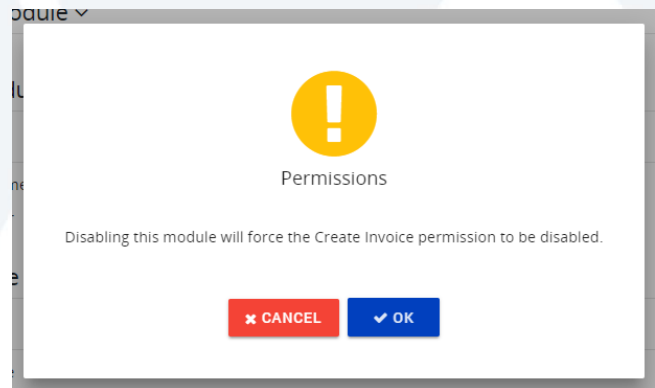 Permissions
Disabling this module will force the Create Invoice permission to be disabled.
CANCEL
OK